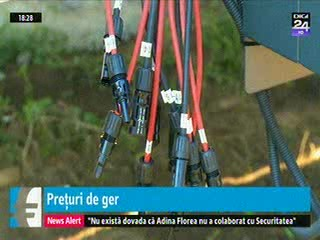 18:28
DIGI
24
HD
Prețuri de ger
News Alert "Nu există dovada că Adina Florea nu a colaborat cu Securitatea"